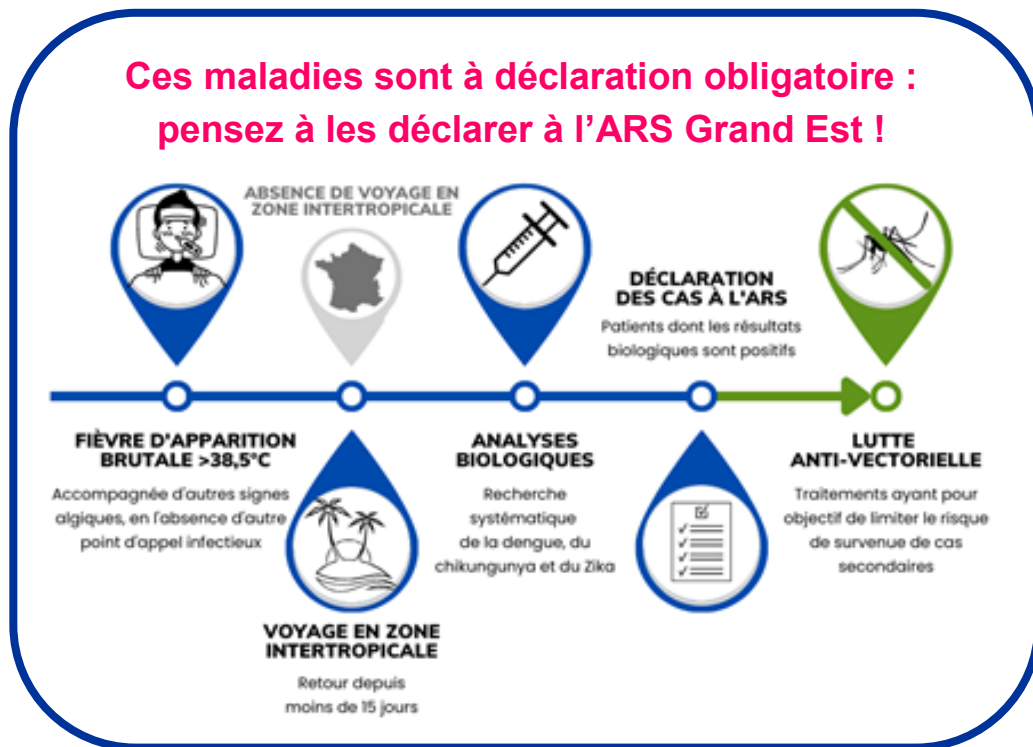 Ces maladies sont à déclaration obligatoire :
pensez à les déclarer à l'ARS Grand Est !
ABSENCE DE VOYAGE EN
ZONE INTERTROPICALE
DÉCLARATION
DES CAS À L'ARS
Patients dont les résultats
biologiques sont positifs
FIÈVRE D'APPARITION
BRUTALE >38,5°C
Accompagnée d'autres signes
algiques, en l'absence d'autre
point d'appel infectieux
VOYAGE EN ZONE
INTERTROPICALE
Retour depuis
moins de 15 jours
ANALYSES
BIOLOGIQUES
Recherche
systématique
de la dengue, du
chikungunya et du Zika
LUTTE
ANTI-VECTORIELLE
Traitements ayant pour
objectif de limiter le risque
de survenue de cas
secondaires